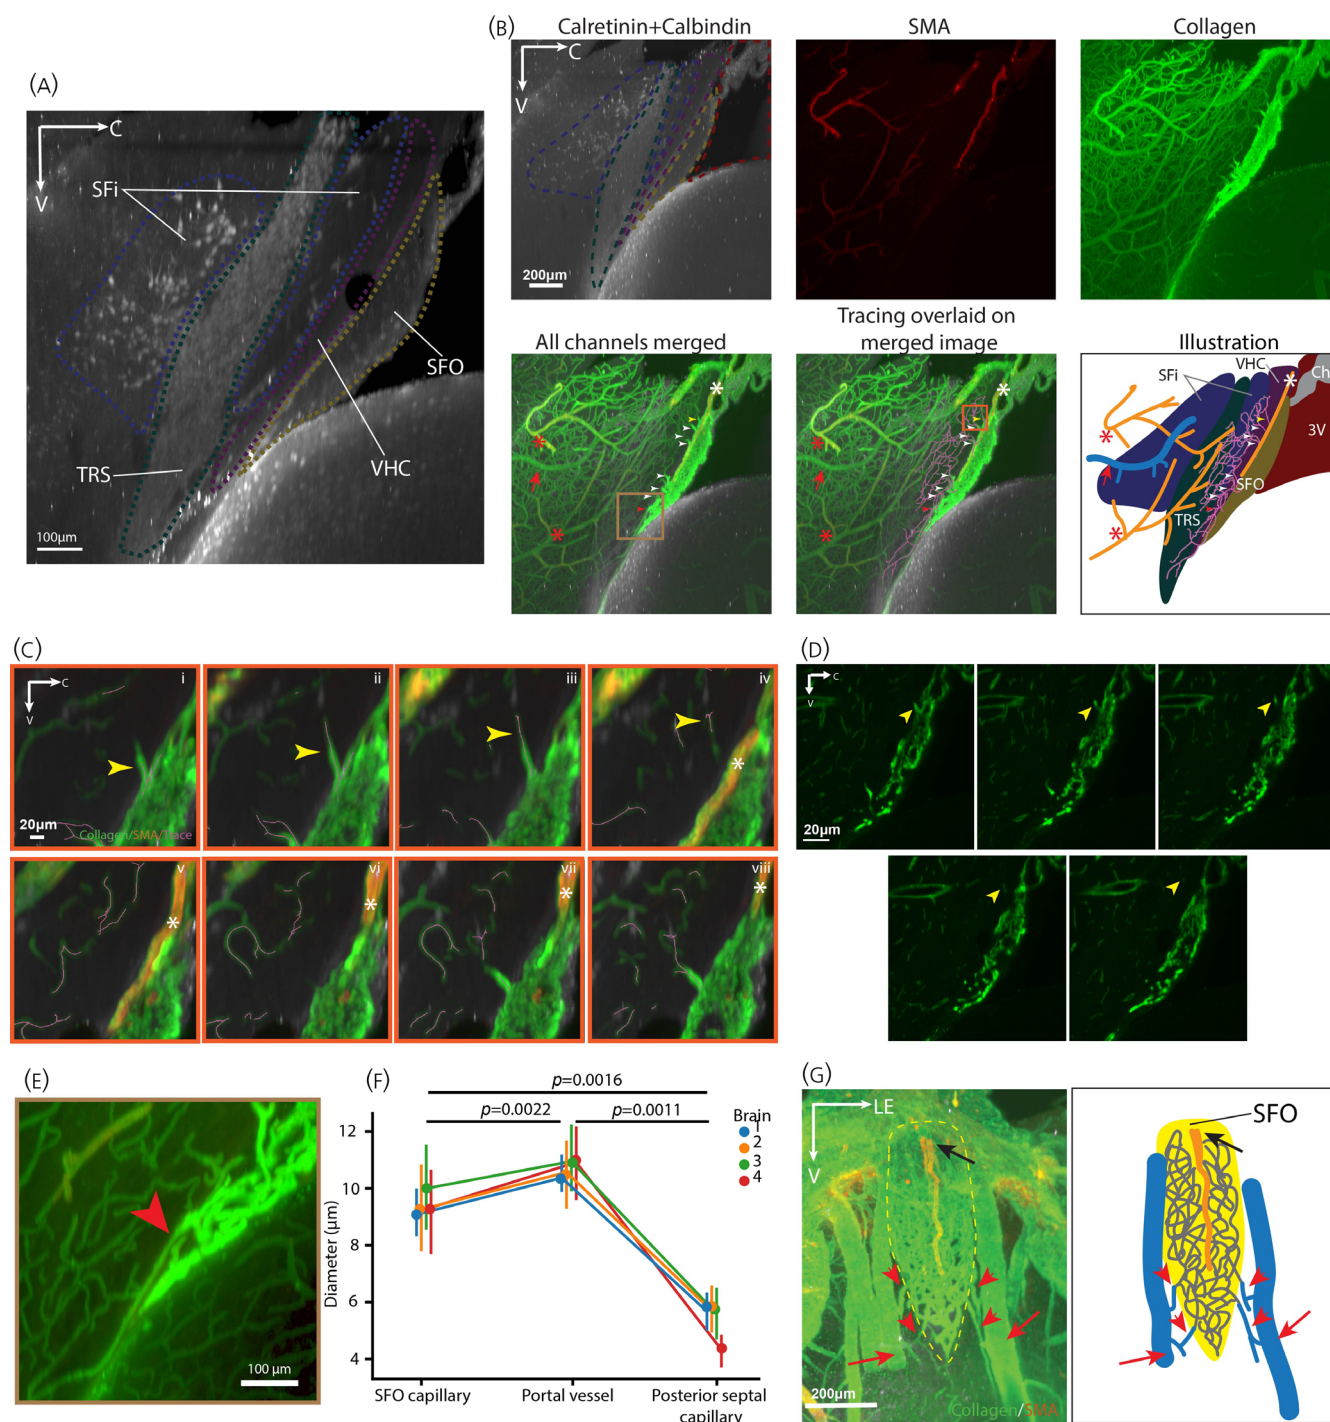 (A)
C
V
SFi
SFO
VHC
TRS
100µm
(B)
Calretinin+Calbindin
SMA
Collagen
C
V
200µm
All channels merged
Tracing overlaid on
merged image
Illustration
VHC
SFi
Ch
3V
SFO
TRS
(C)
C
V
i
ii
iii
iv
20µm
Collagen/SMA/Trace
v
vi
vii
viii
(D)
C
V
20µm
(E)
100 µm
(F)
p=0.0016
p=0.0022
p=0.0011
Brain
1
2
3
4
Diameter (µm)
12
10
8
6
4
SFO capillary
Portal vessel
Posterior septal
capillary
(G)
LE
V
200µm
Collagen/SMA
SFO